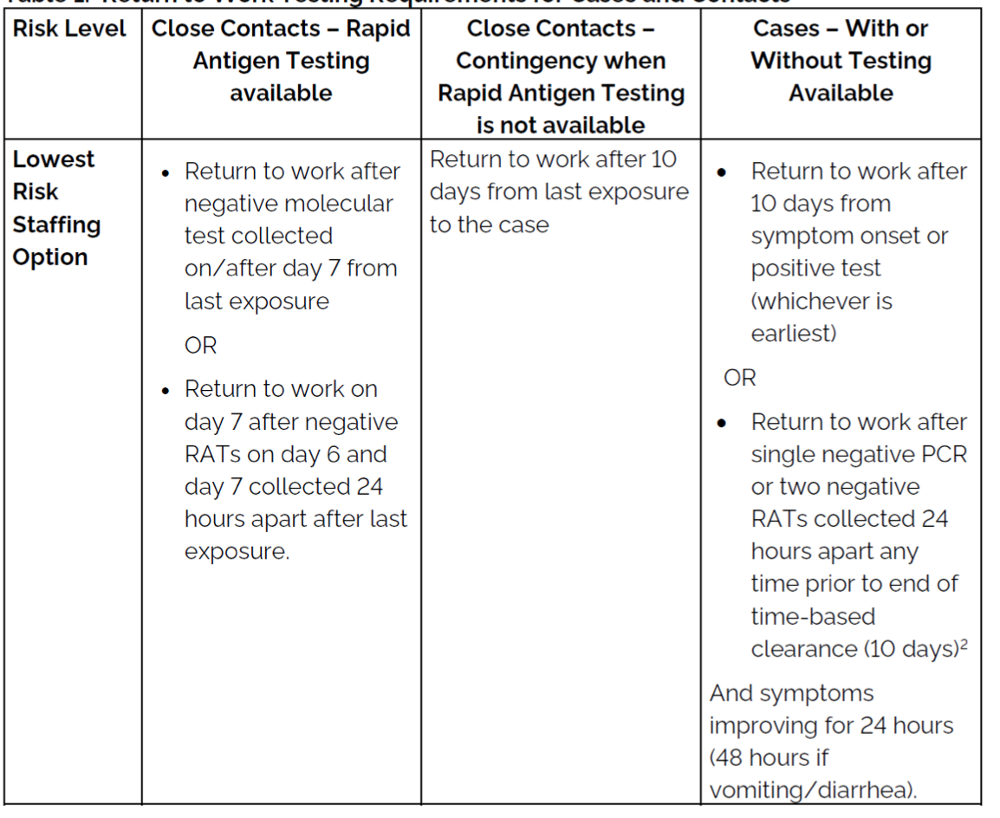 Table 1: Return to Work Testing Requirements for Cases and Contacts
Risk Level
Close Contacts – Rapid
Antigen Testing
available
Close Contacts –
Contingency when
Rapid Antigen Testing
is not available
Cases – With or
Without Testing
Available
Lowest
Risk
Staffing
Option
• Return to work after
negative molecular
test collected
on/after day 7 from
last exposure
OR
• Return to work on
day 7 after negative
RATs on day 6 and
day 7 collected 24
hours apart after last
exposure.
Return to work after 10
days from last exposure
to the case
• Return to work after
10 days from
symptom onset or
positive test
(whichever is
earliest)
OR
• Return to work after
single negative PCR
or two negative
RATs collected 24
hours apart any
time prior to end of
time-based
clearance (10 days)²
And symptoms
improving for 24 hours
(48 hours if
vomiting/diarrhea).